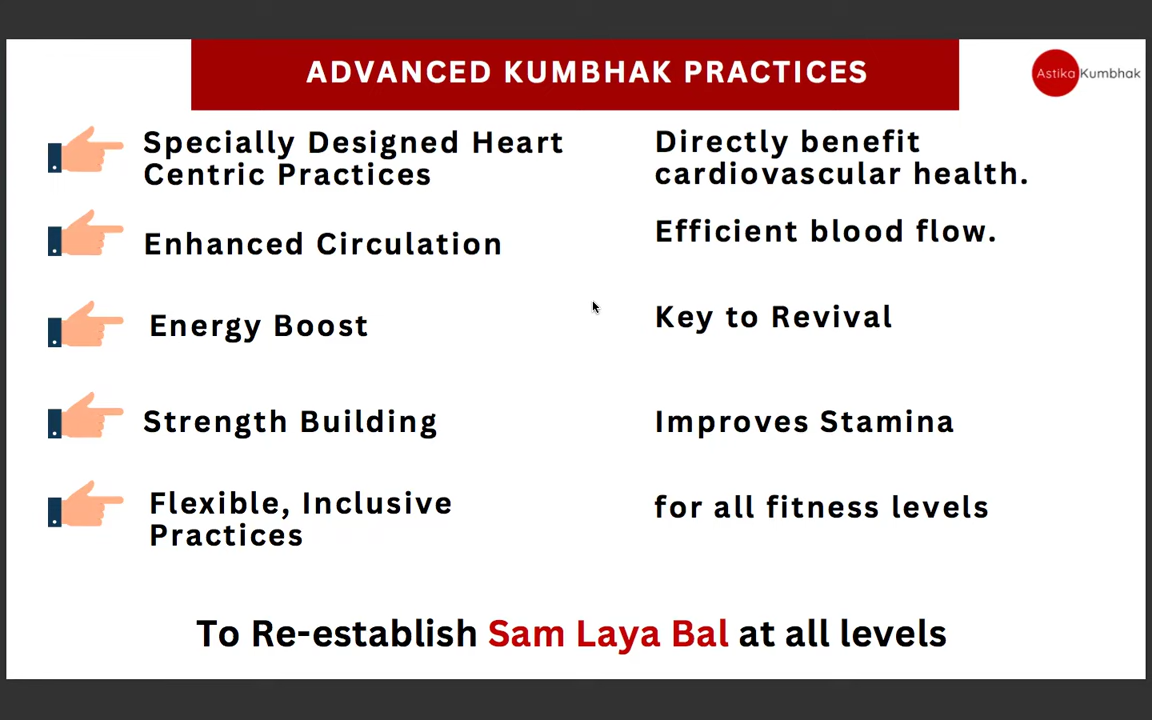 ADVANCED KUMBHAK PRACTICES
Astika Kumbhak
Specially Designed Heart
Centric Practices
Directly benefit
cardiovascular health.
Enhanced Circulation
Efficient blood flow.
Energy Boost
Key to Revival
Strength Building
Improves Stamina
Flexible, Inclusive
Practices
for all fitness levels
To Re-establish Sam Laya Bal at all levels